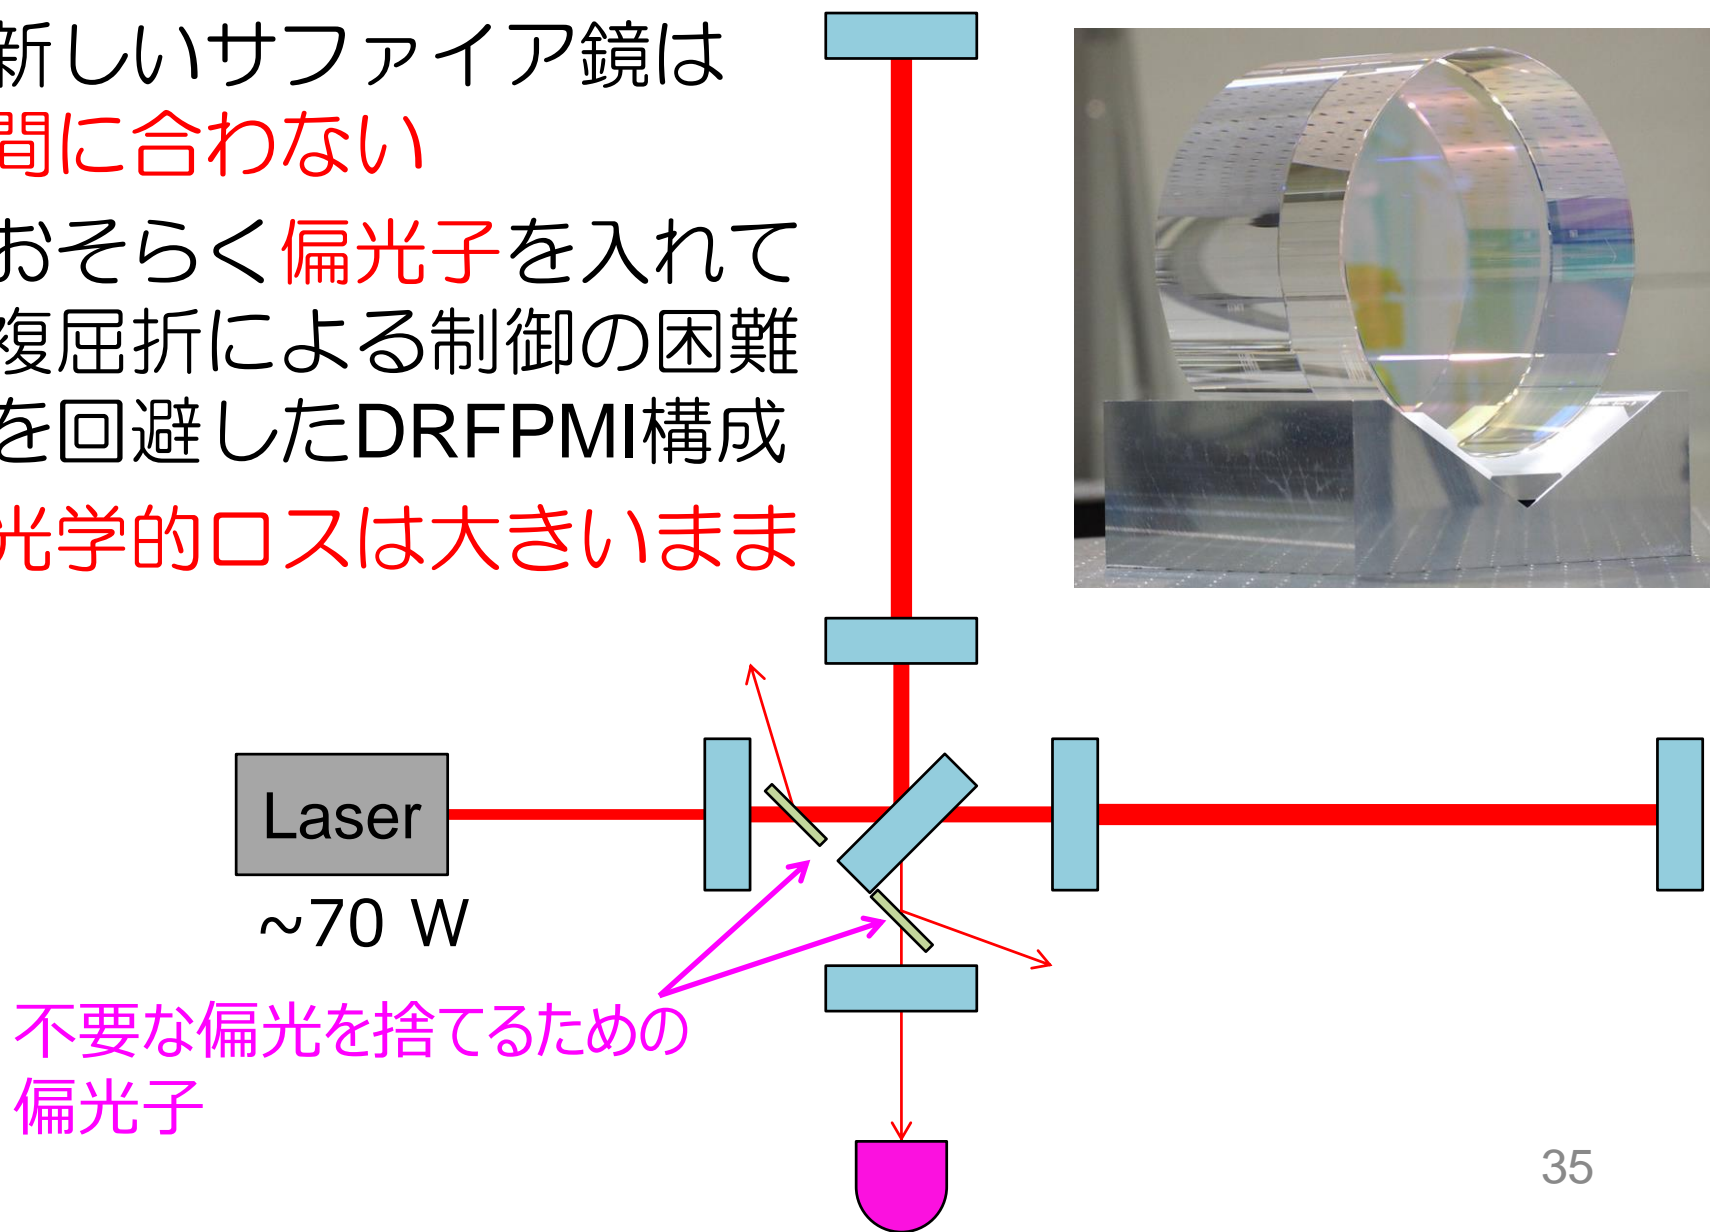 新しいサファイア鏡は
間に合わない
おそらく偏光子を入れて
複屈折による制御の困難
を回避したDRFPMI構成
光学的ロスは大きいまま
Laser
~70 W
不要な偏光を捨てるための
偏光子
35